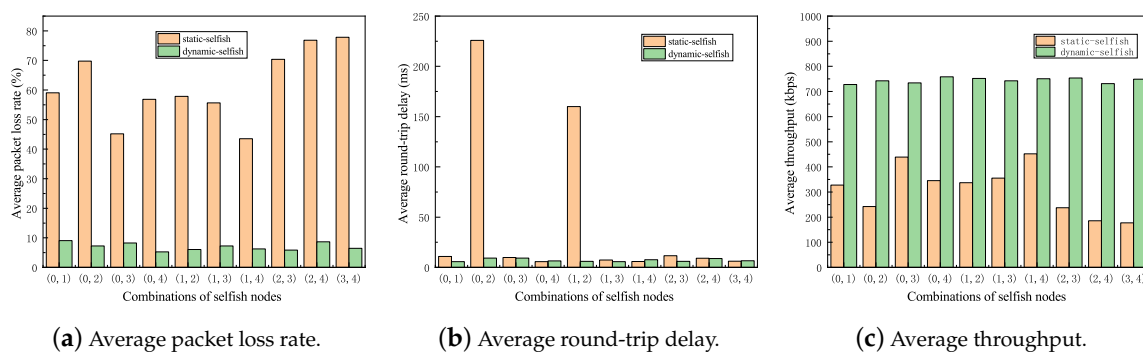 80
70
60
50
40
30
20
10
0
Average packet loss rate (%)
static-selfish
dynamic-selfish
(0, 1) (0, 2) (0, 3) (0, 4) (1, 2) (1, 3) (1, 4) (2, 3) (2, 4) (3, 4)
Combinations of selfish nodes
(a) Average packet loss rate.
250
225
200
175
150
125
100
75
50
25
0
Average round-trip delay (ms)
static-selfish
dynamic-selfish
(0, 1) (0, 2) (0, 3) (0, 4) (1, 2) (1, 3) (1, 4) (2, 3) (2, 4) (3, 4)
Combinations of selfish nodes
(b) Average round-trip delay.
1000
900
800
700
600
500
400
300
200
100
0
Average throughput (kbps)
static-selfish
dynamic-selfish
(0, 1) (0, 2) (0, 3) (0, 4) (1, 2) (1, 3) (1, 4) (2, 3) (2, 4) (3, 4)
Combinations of selfish nodes
(c) Average throughput.